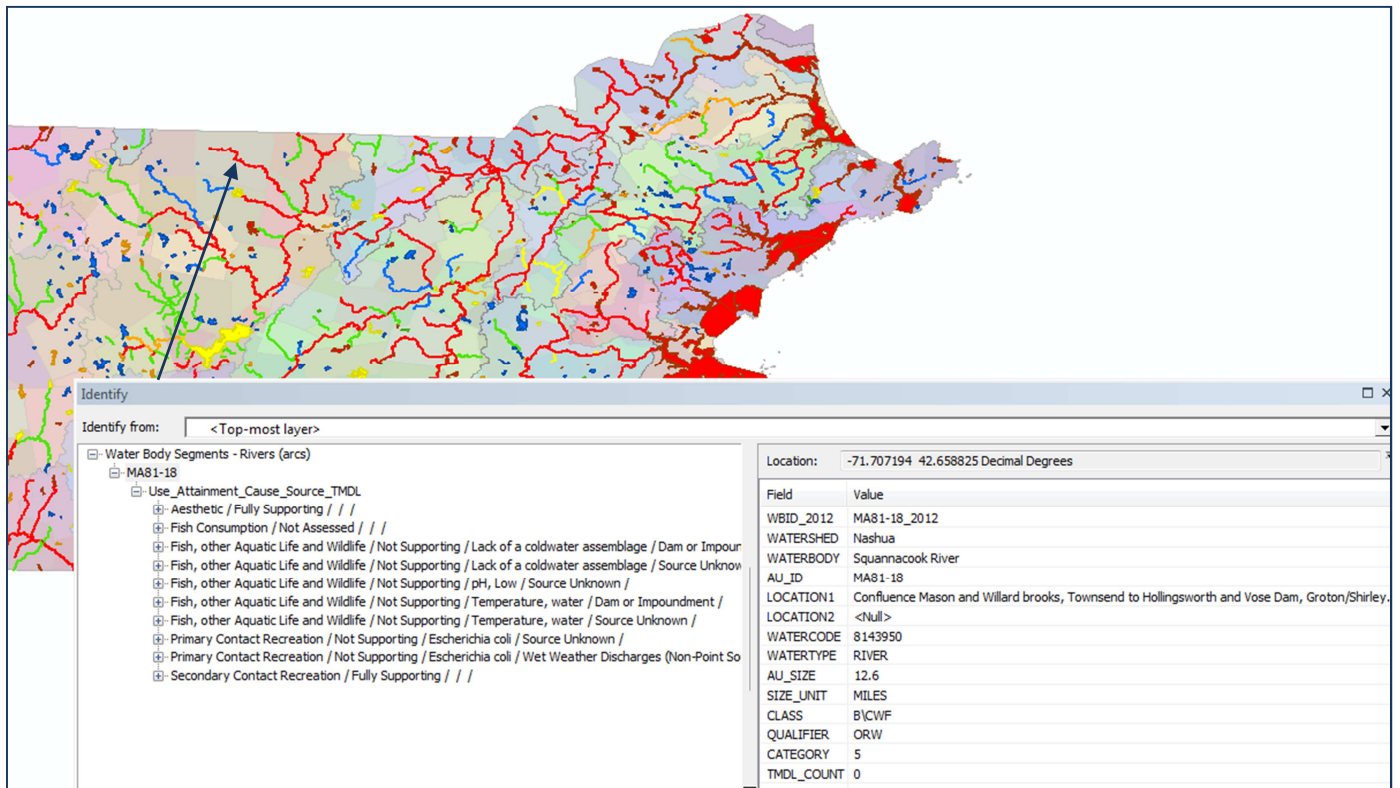 Identify
Identify from: <Top-most layer>
Water Body Segments - Rivers (arcs)
MA81-18
Use_Attainment_Cause_Source_TMDL
Aesthetic / Fully Supporting / / /
Fish Consumption / Not Assessed / / /
Fish, other Aquatic Life and Wildlife / Not Supporting / Lack of a coldwater assemblage / Dam or Impour
Fish, other Aquatic Life and Wildlife / Not Supporting / Lack of a coldwater assemblage / Source Unknow
Fish, other Aquatic Life and Wildlife / Not Supporting / pH, Low / Source Unknown /
Fish, other Aquatic Life and Wildlife / Not Supporting / Temperature, water / Dam or Impoundment /
Fish, other Aquatic Life and Wildlife / Not Supporting / Temperature, water / Source Unknown /
Primary Contact Recreation / Not Supporting / Escherichia coli / Source Unknown /
Primary Contact Recreation / Not Supporting / Escherichia coli / Wet Weather Discharges (Non-Point So
Secondary Contact Recreation / Fully Supporting / / /
Location: -71.707194 42.658825 Decimal Degrees
Field Value
WBID_2012 MA81-18_2012
WATERSHED Nashua
WATERBODY Squannacook River
AU_ID MA81-18
LOCATION1 Confluence Mason and Willard brooks, Townsend to Hollingsworth and Vose Dam, Groton/Shirley.
LOCATION2 <Null>
WATERCODE 8143950
WATERTYPE RIVER
AU_SIZE 12.6
SIZE_UNIT MILES
CLASS B\CWF
QUALIFIER ORW
CATEGORY 5
TMDL_COUNT 0